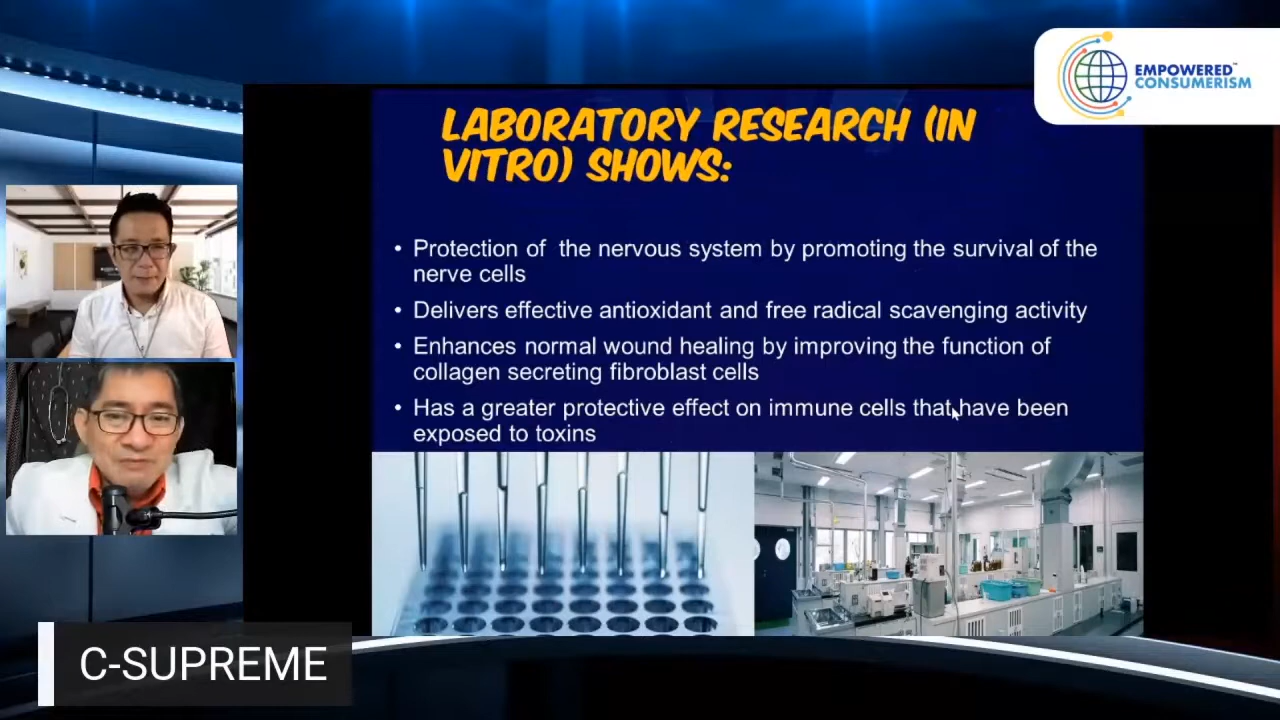 EMPOWERED™
CONSUMERISM
LABORATORY RESEARCH (IN
VITRO) SHOWS:
• Protection of the nervous system by promoting the survival of the
nerve cells
• Delivers effective antioxidant and free radical scavenging activity
• Enhances normal wound healing by improving the function of
collagen secreting fibroblast cells
• Has a greater protective effect on immune cells that have been
exposed to toxins
C-SUPREME